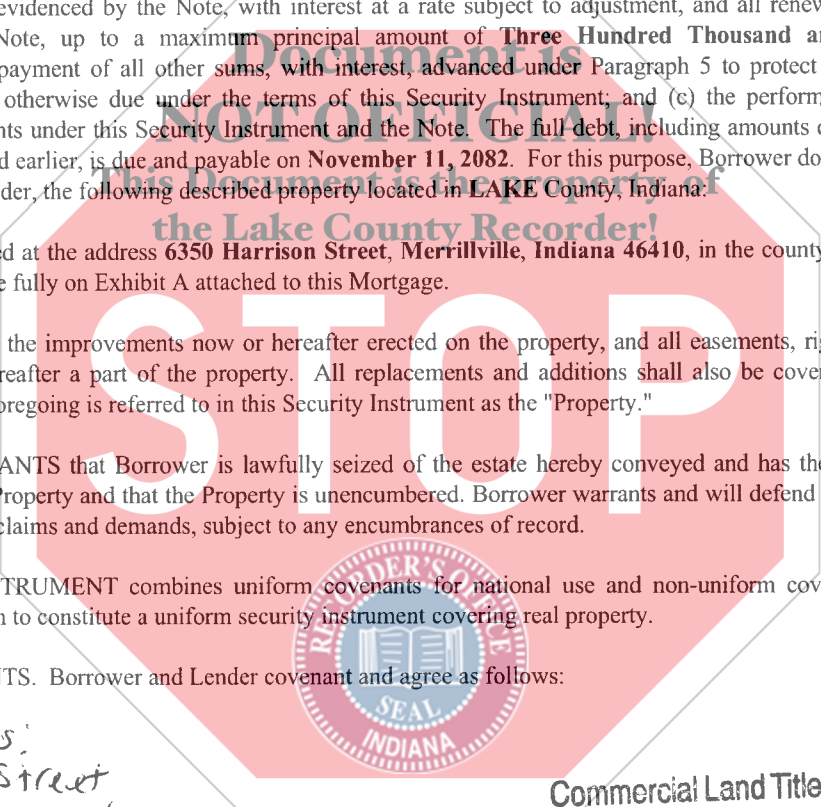 evidenced by the Note, with interest at a rate subject to adjustment, and all renew
Note, up to a maximum principal amount of Three Hundred Thousand a
Document is
payment of all other sums, with interest, advanced under Paragraph 5 to protect
otherwise due under the terms of this Security Instrument; and (c) the perform
NOT OFFICIAL!
nts under this Security Instrument and the Note. The full debt, including amounts
d earlier, is due and payable on November 11, 2082. For this purpose, Borrower do
This Document is the property of
der, the following described property located in LAKE County, Indiana:
the Lake County Recorder!
ed at the address 6350 Harrison Street, Merrillville, Indiana 46410, in the county
e fully on Exhibit A attached to this Mortgage.
STOP
the improvements now or hereafter erected on the property, and all easements, ri
reafter a part of the property. All replacements and additions shall also be cover
oregoing is referred to in this Security Instrument as the "Property."
ANTS that Borrower is lawfully seized of the estate hereby conveyed and has the
Property and that the Property is unencumbered. Borrower warrants and will defend
claims and demands, subject to any encumbrances of record.
TRUMENT combines uniform covenants for national use and non-uniform cov
n to constitute a uniform security instrument covering real property.
RECORDER'S OFFICE
SEAL
INDIANA
TS. Borrower and Lender covenant and agree as follows:
s:
Street
Commercial Land Title